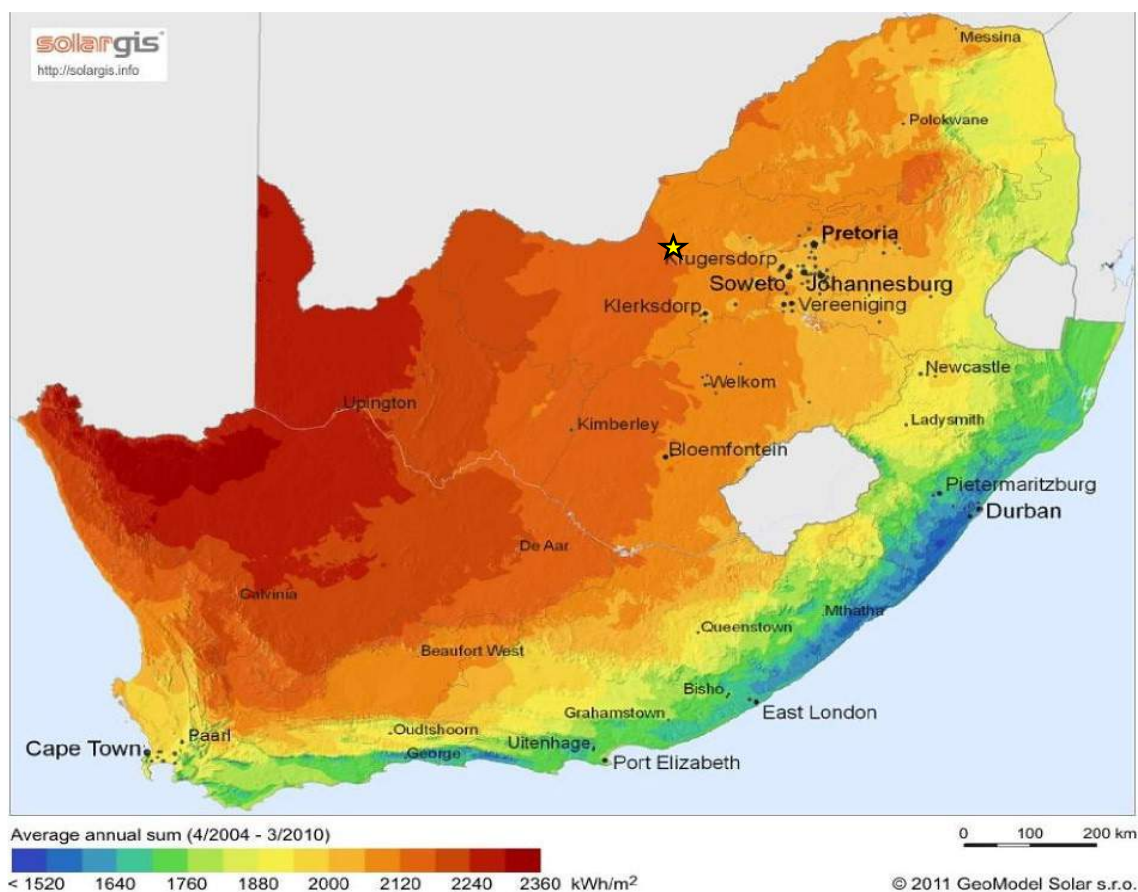 solargis
http://solargis.info
Messina
Polokwane
Pretoria
Krugersdorp
Soweto
Johannesburg
Klerksdorp
Vereeniging
Newcastle
Welkom
Upington
Ladysmith
Kimberley
Bloemfontein
Pietermaritzburg
Durban
De Aar
Calvinia
Mthatha
Queenstown
Beaufort West
Bisho
Grahamstown
East London
Oudtshoorn
Paarl
Cape Town
Uitenhage
George
Port Elizabeth
Average annual sum (4/2004 - 3/2010)
0 100 200 km
< 1520 1640 1760 1880 2000 2120 2240 2360 kWh/m²
© 2011 GeoModel Solar s.r.o.